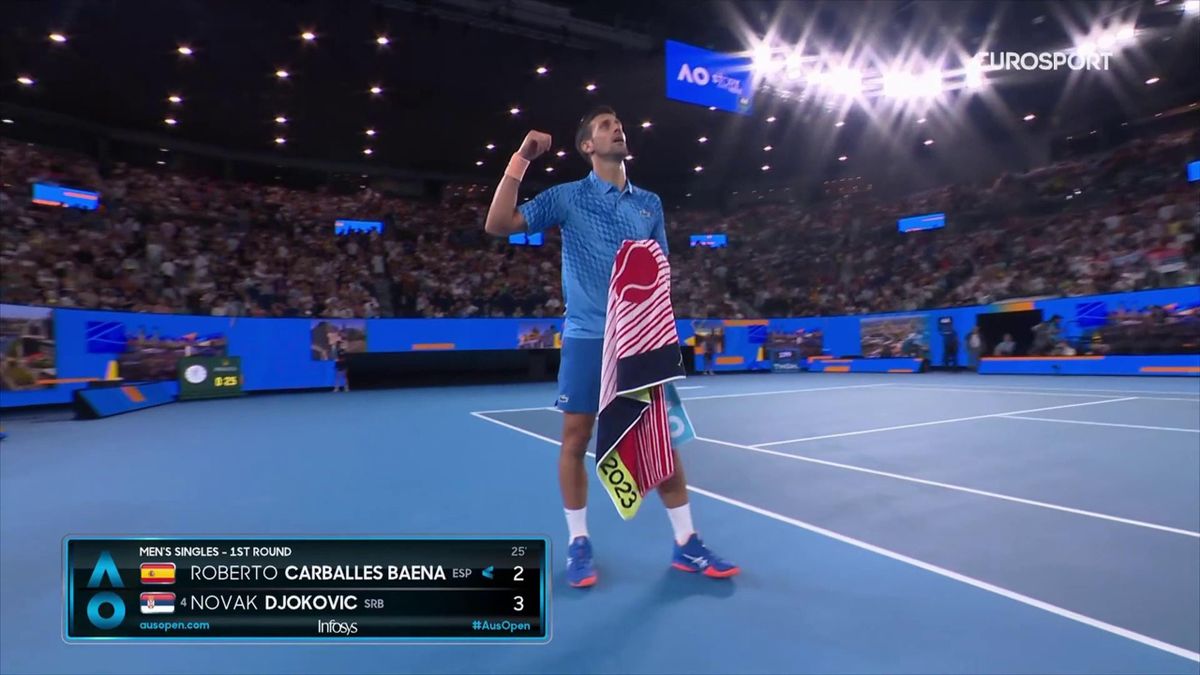 AO
EUROSPORT
0:25
2023
MEN'S SINGLES - 1ST ROUND 25'
ROBERTO CARBALLES BAENA ESP 2
4 NOVAK DJOKOVIC SRB 3
ausopen.com Infosys #AusOpen